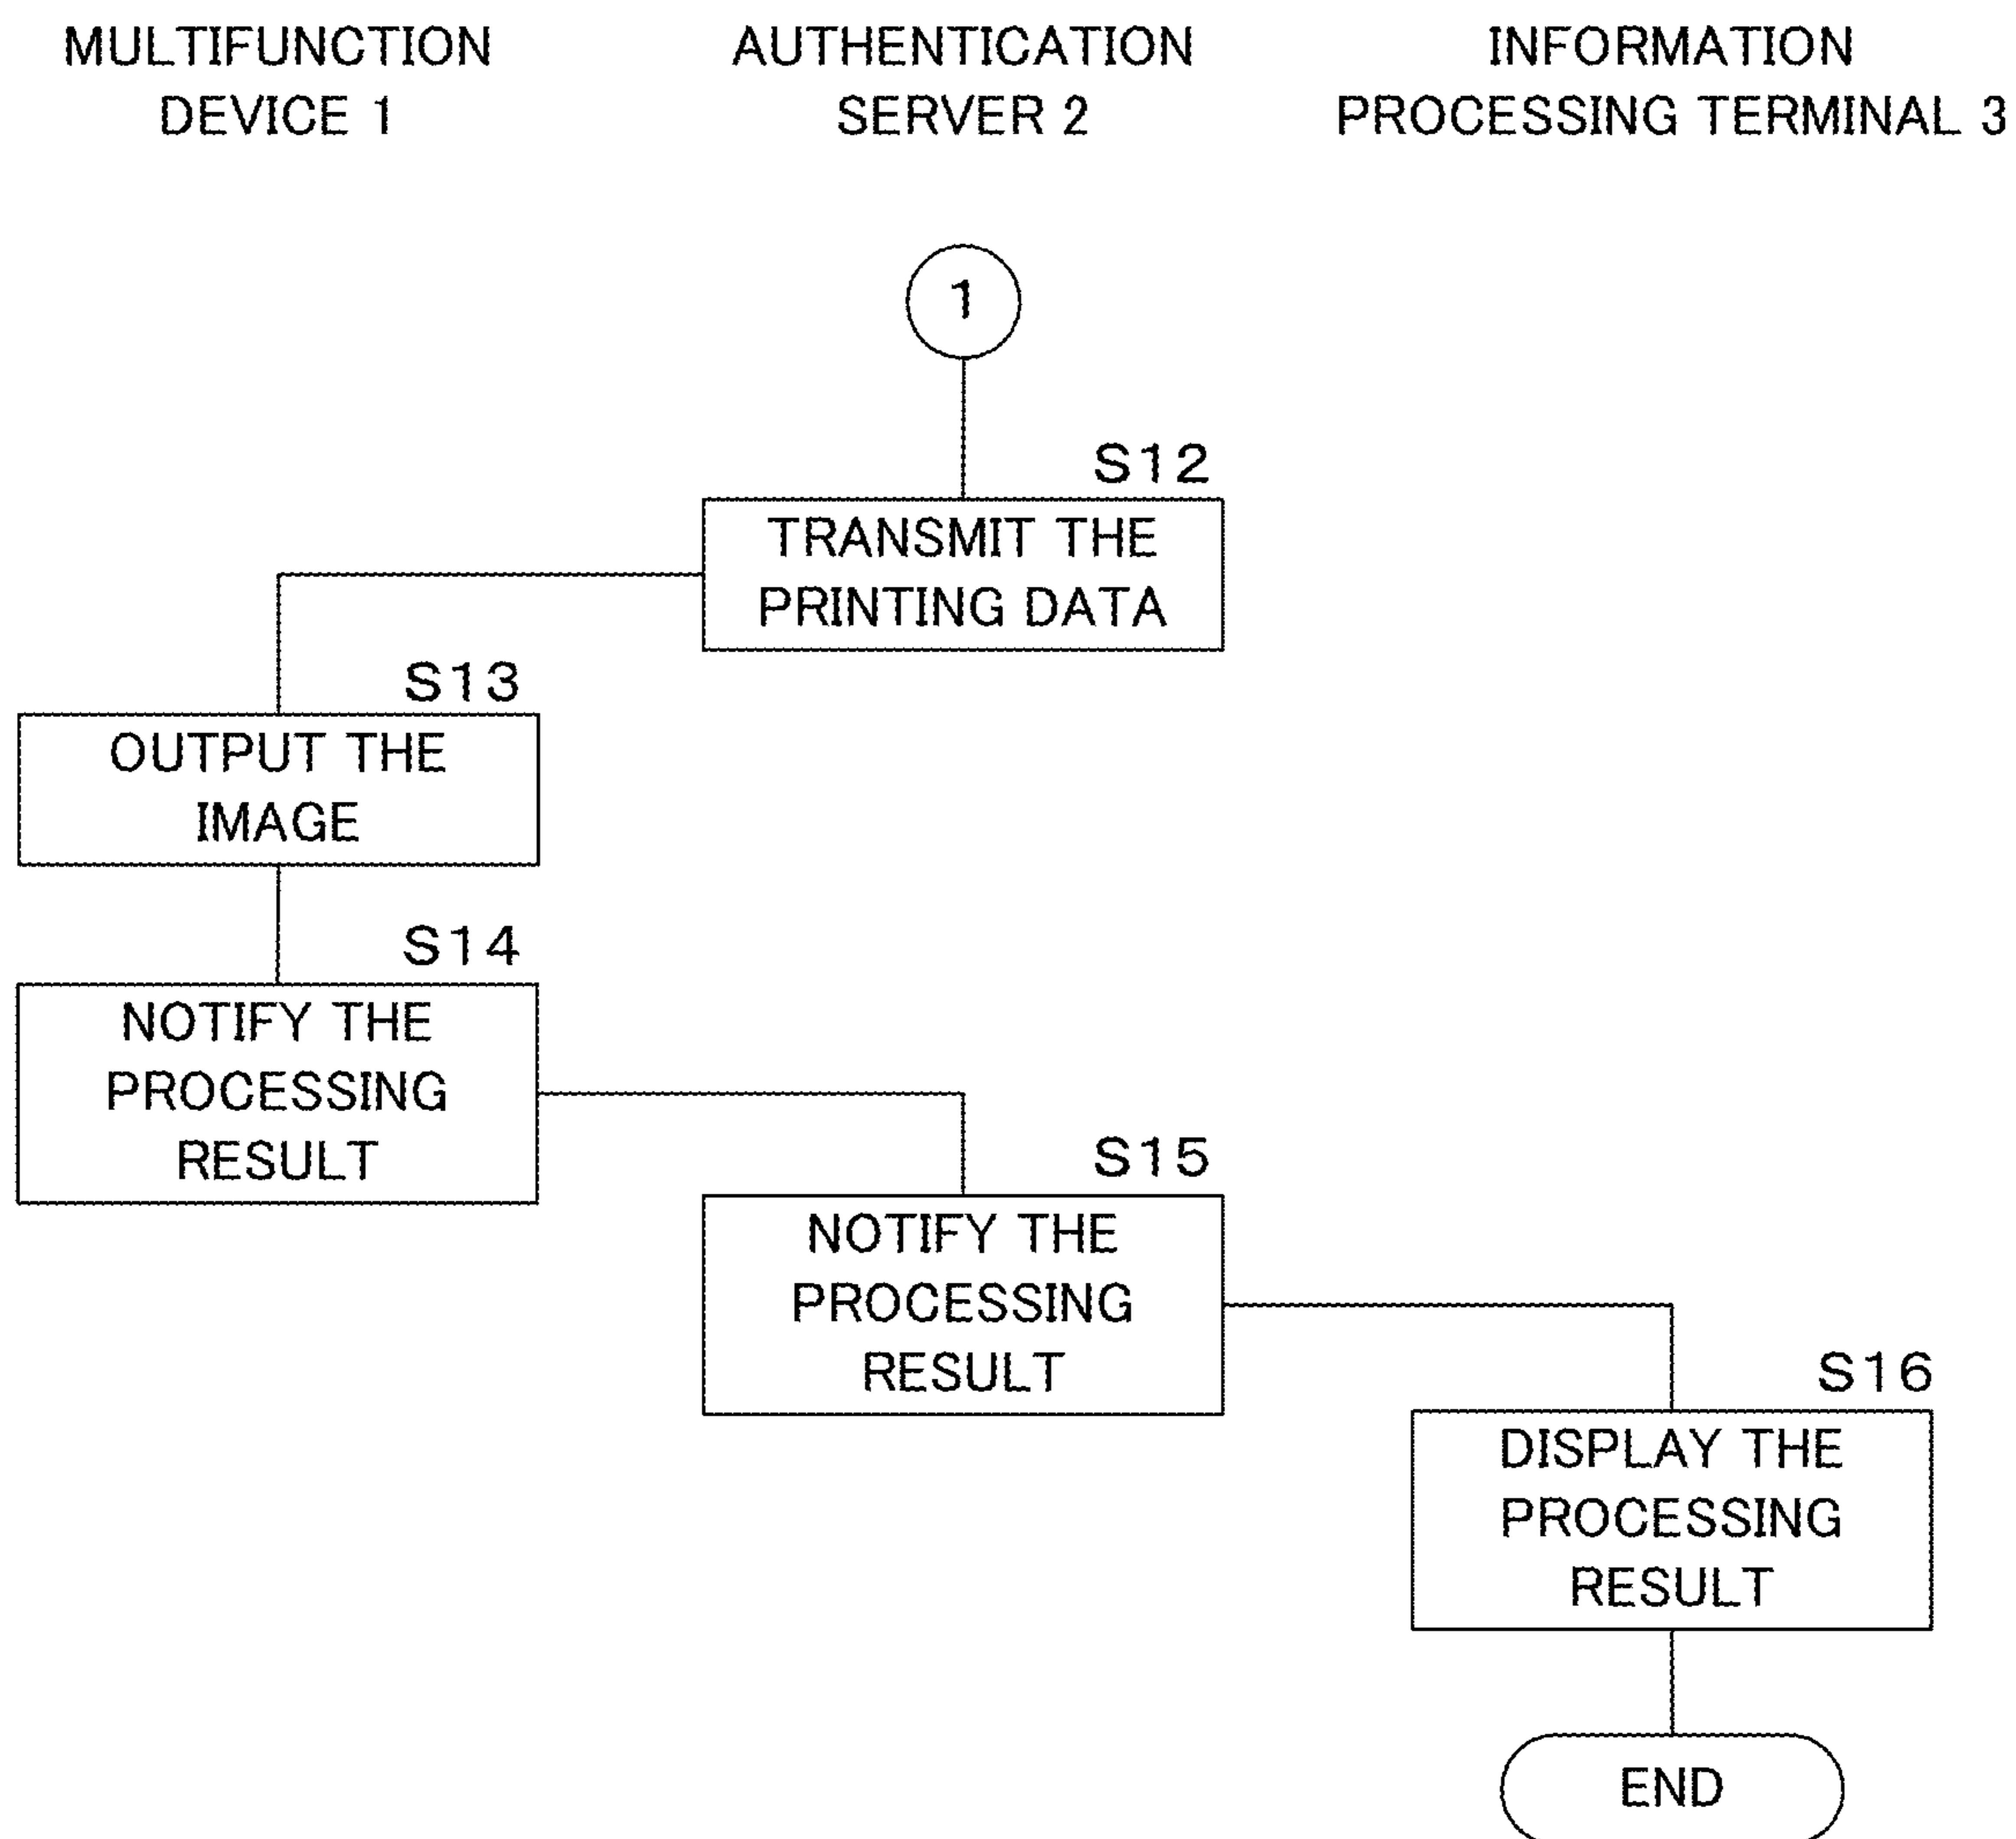 MULTIFUNCTION
DEVICE 1
AUTHENTICATION
SERVER 2
INFORMATION
PROCESSING TERMINAL 3
1
S12
TRANSMIT THE
PRINTING DATA
S13
OUTPUT THE
IMAGE
S14
NOTIFY THE
PROCESSING
RESULT
S15
NOTIFY THE
PROCESSING
RESULT
S16
DISPLAY THE
PROCESSING
RESULT
END